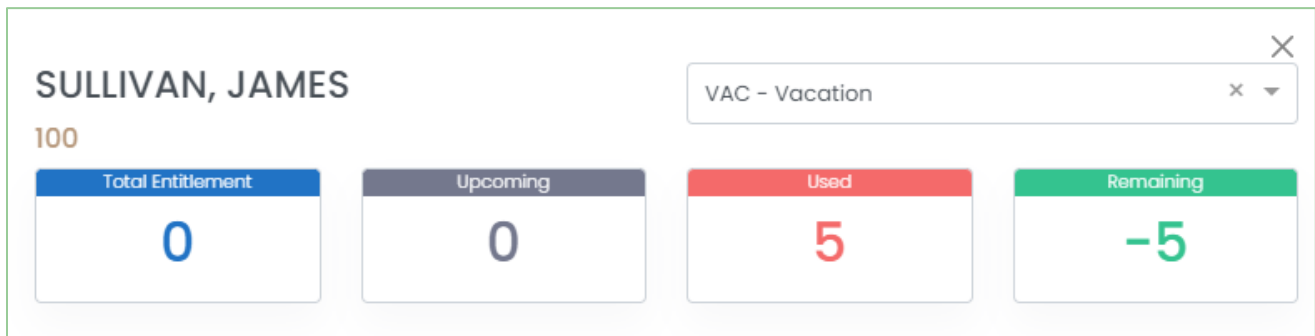 SULLIVAN, JAMES
VAC - Vacation
100
Total Entitlement
0
Upcoming
0
Used
5
Remaining
-5